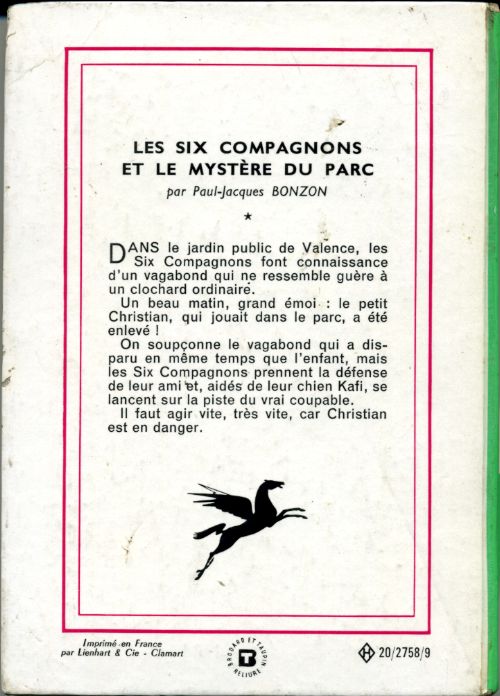 LES SIX COMPAGNONS
ET LE MYSTÈRE DU PARC
par Paul-Jacques BONZON
★
DANS le jardin public de Valence, les
Six Compagnons font connaissance
d'un vagabond qui ne ressemble guère à
un clochard ordinaire.
Un beau matin, grand émoi : le petit
Christian, qui jouait dans le parc, a été
enlevé !
On soupçonne le vagabond qui a dis-
paru en même temps que l'enfant, mais
les Six Compagnons prennent la défense
de leur ami et, aidés de leur chien Kafi, se
lancent sur la piste du vrai coupable.
Il faut agir vite, très vite, car Christian
est en danger.
Imprimé en France
par Lienhart & Cie - Clamart
BRODARD ET TAUPIN
RELIURE
H 20/2758/9